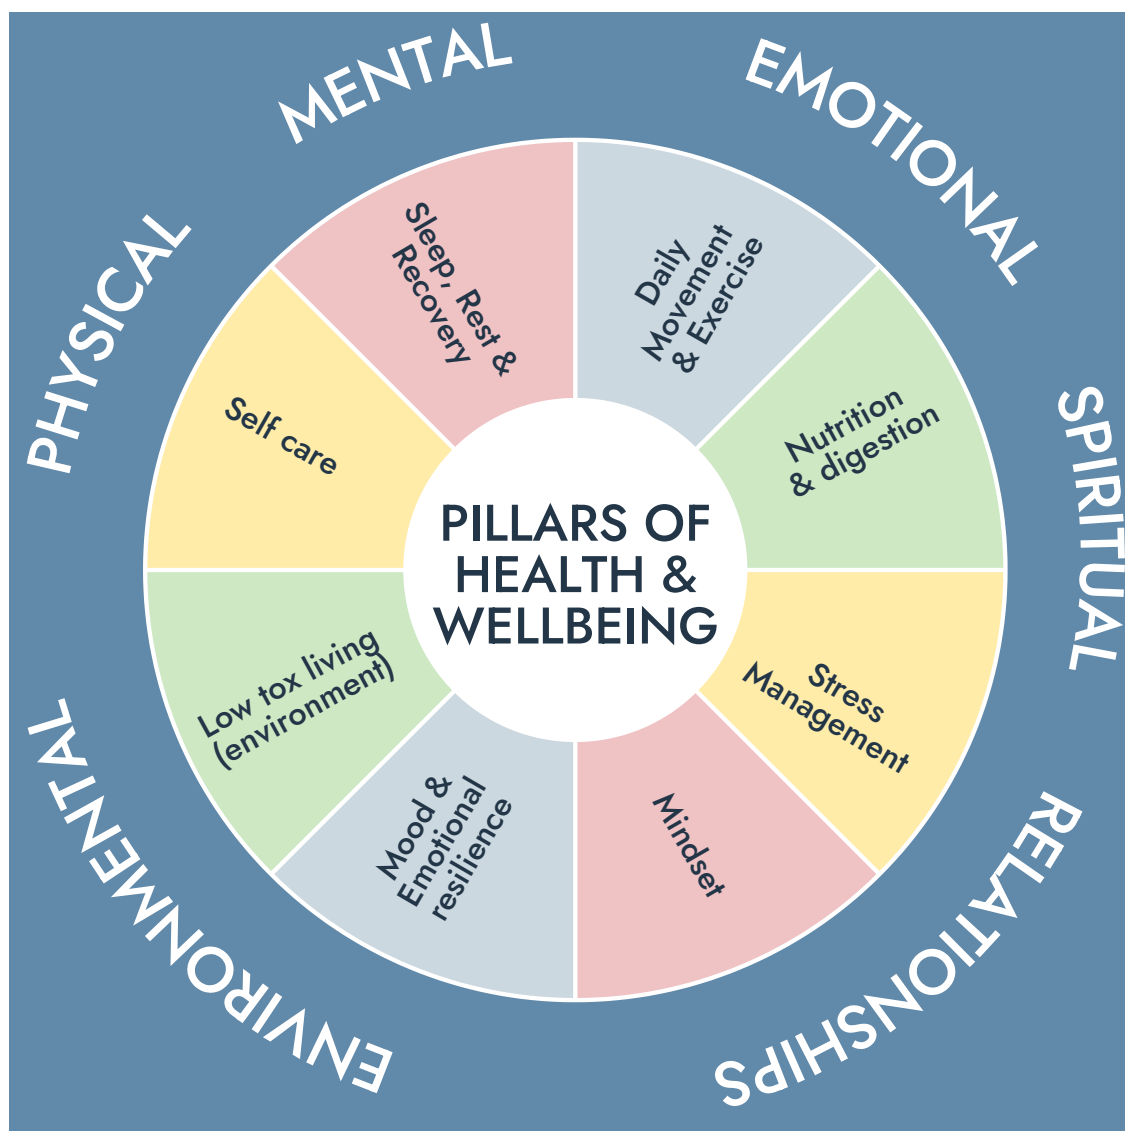 MENTAL
EMOTIONAL
SPIRITUAL
RELATIONSHIPS
ENVIRONMENTAL
PHYSICAL
Sleep, Rest &
Recovery
Daily
Movement
& Exercise
Nutrition
& digestion
Stress
Management
Mindset
Mood &
Emotional
resilience
Low tox living
(environment)
Self care
PILLARS OF
HEALTH &
WELLBEING